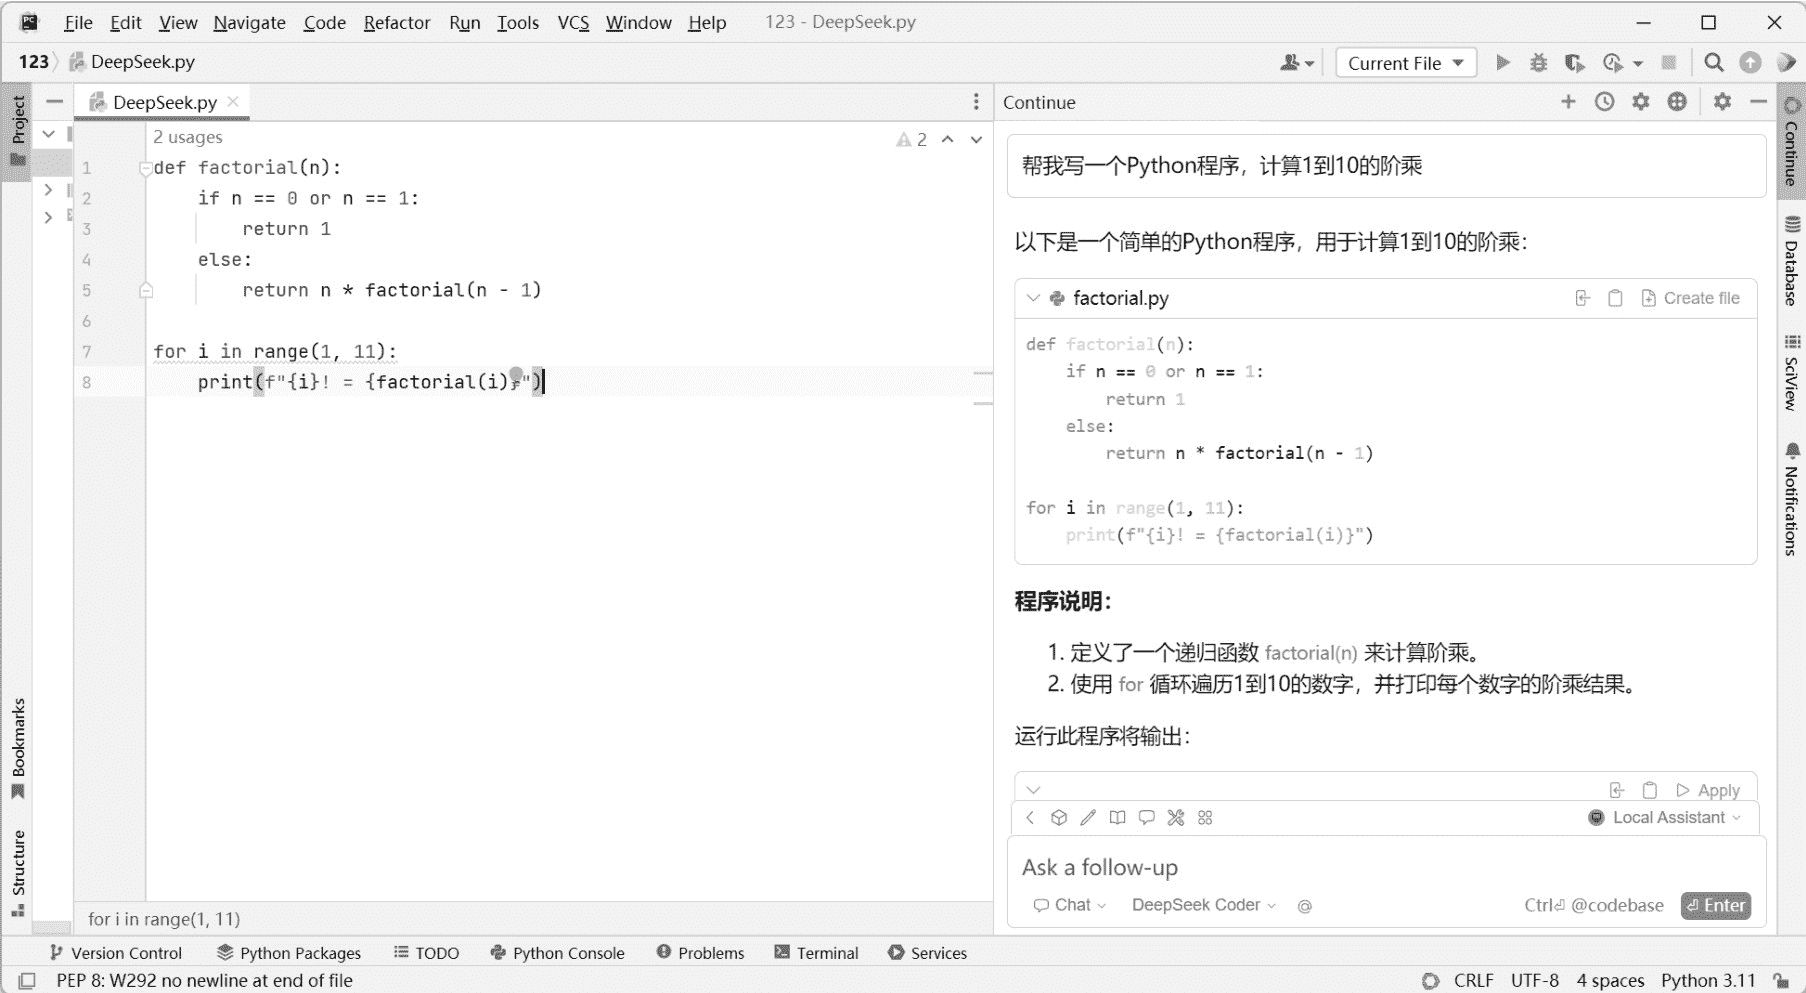 File Edit View Navigate Code Refactor Run Tools VCS Window Help 123 - DeepSeek.py
123 DeepSeek.py
Current File
Project
DeepSeek.py
2 usages
2
1 def factorial(n):
2 if n == 0 or n == 1:
3 return 1
4 else:
5 return n * factorial(n - 1)
6
7 for i in range(1, 11):
8 print(f"{i}! = {factorial(i)}")
for i in range(1, 11)
Bookmarks
Structure
Continue
帮我写一个Python程序，计算1到10的阶乘
以下是一个简单的Python程序，用于计算1到10的阶乘：
factorial.py Create file
def factorial(n):
if n == 0 or n == 1:
return 1
else:
return n * factorial(n - 1)
for i in range(1, 11):
print(f"{i}! = {factorial(i)}")
程序说明：
1. 定义了一个递归函数 factorial(n) 来计算阶乘。
2. 使用 for 循环遍历1到10的数字，并打印每个数字的阶乘结果。
运行此程序将输出：
Apply
Local Assistant
Ask a follow-up
Chat DeepSeek Coder @ Ctrl⏎ @codebase ⏎ Enter
Continue
Database
SciView
Notifications
Version Control Python Packages TODO Python Console Problems Terminal Services
PEP 8: W292 no newline at end of file CRLF UTF-8 4 spaces Python 3.11